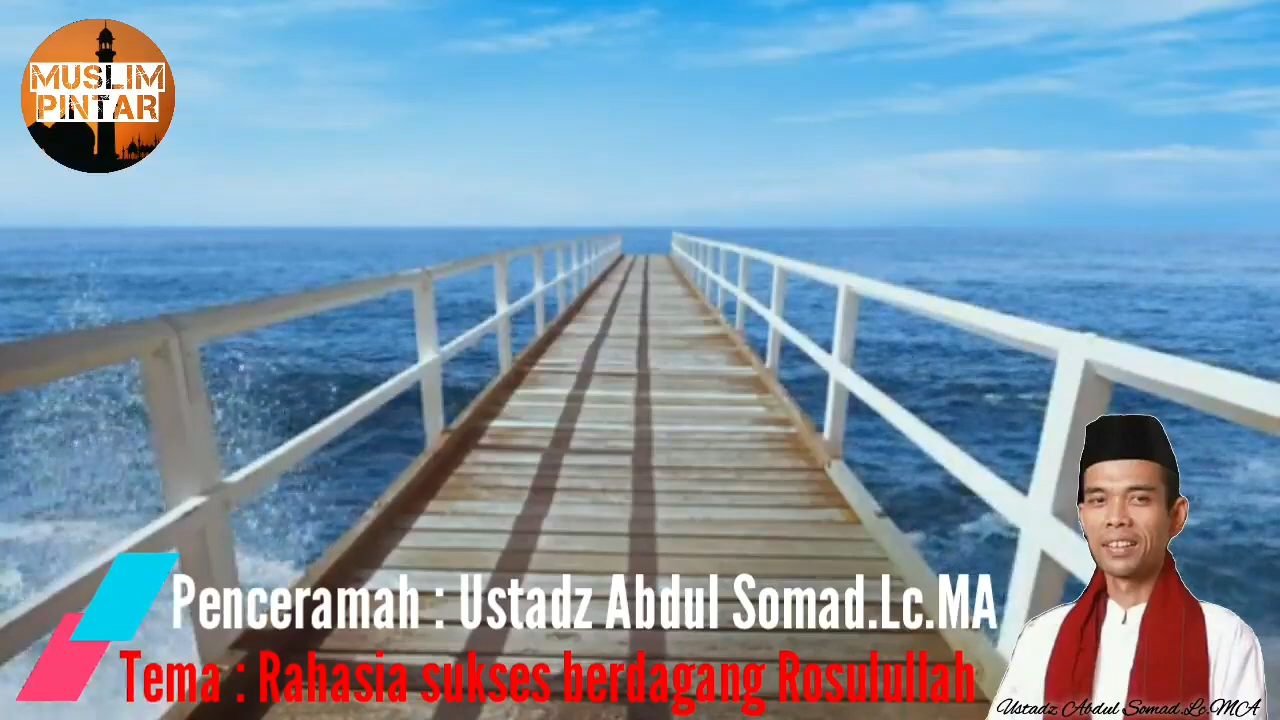 MUSLIM
PINTAR
Penceramah : Ustadz Abdul Somad.Lc.MA
Tema : Rahasia sukses berdagang Rosulullah
Ustadz Abdul Somad.Lc.MA